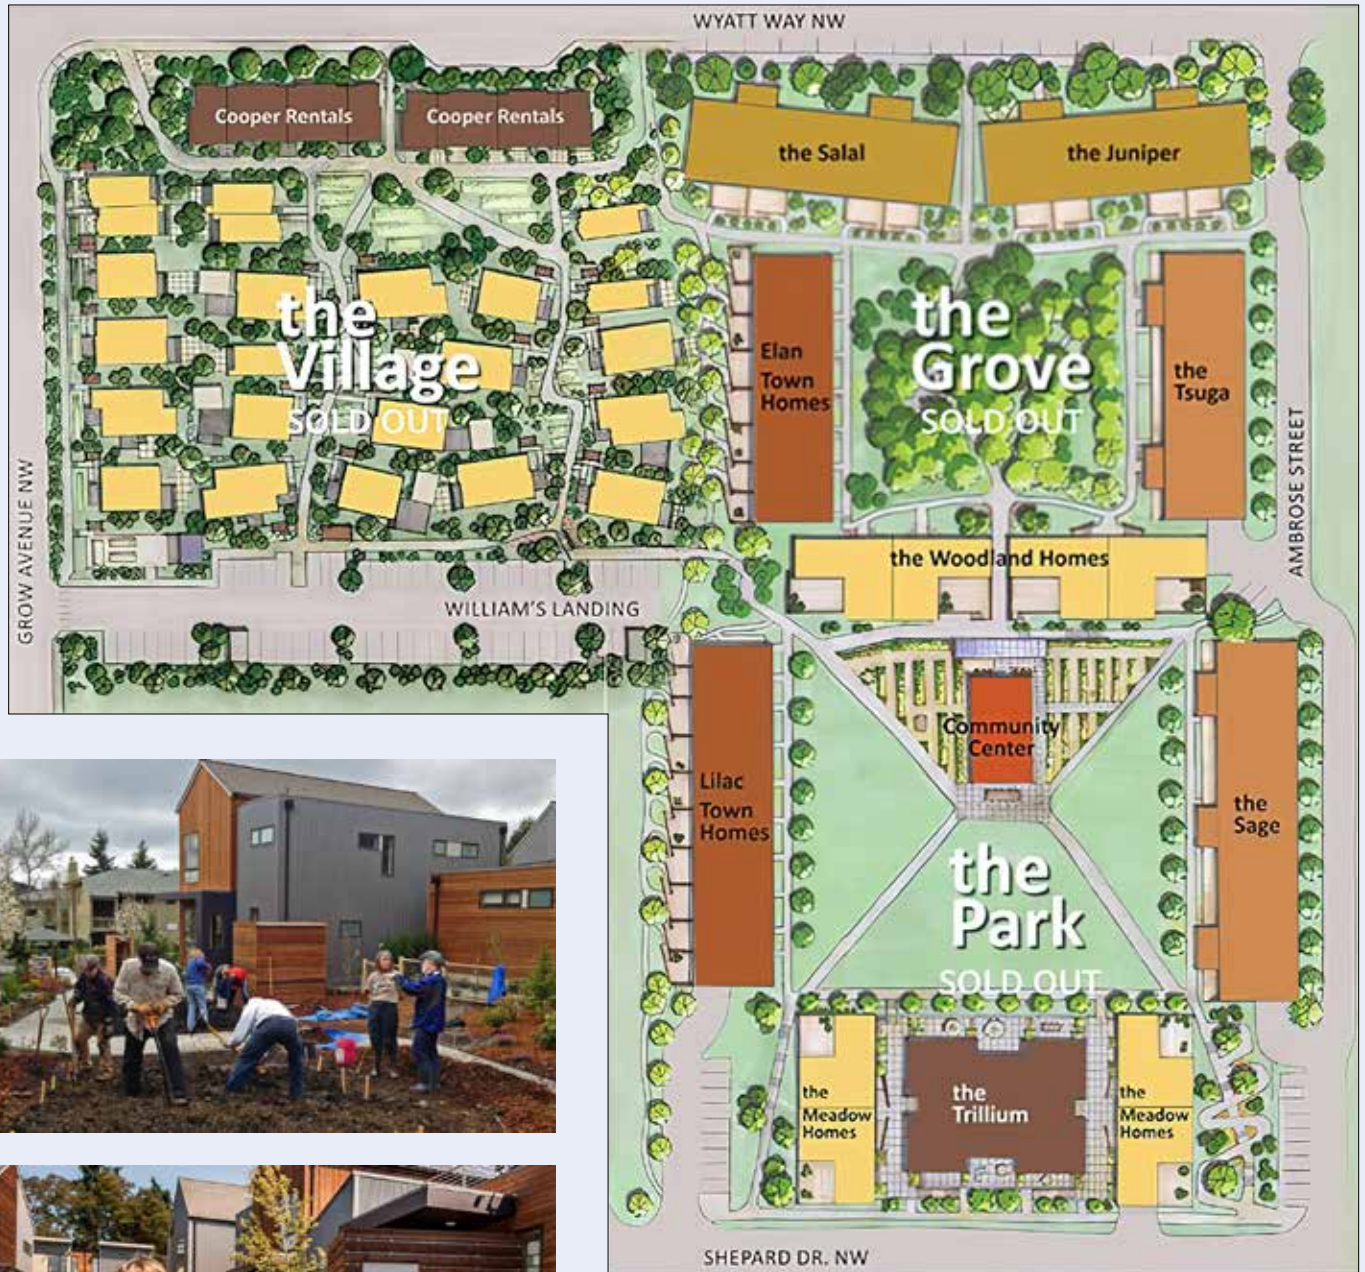 WYATT WAY NW
Cooper Rentals
Cooper Rentals
the Salal
the Juniper
the
Village
SOLD OUT
Elan
Town
Homes
the
Grove
SOLD OUT
the
Tsuga
GROW AVENUE NW
AMBROSE STREET
the Woodland Homes
WILLIAM'S LANDING
Community
Center
Lilac
Town
Homes
the
Sage
the
Park
SOLD OUT
the
Meadow
Homes
the
Trillium
the
Meadow
Homes
SHEPARD DR. NW